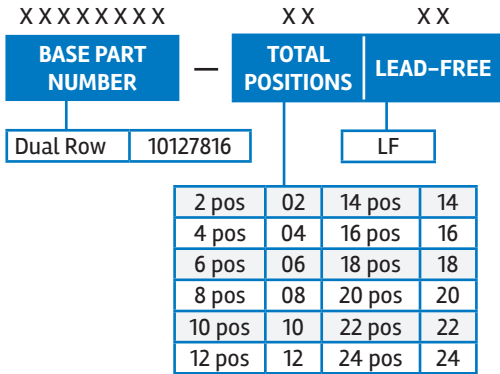 XXXXXXXX XX XX
BASE PART NUMBER — TOTAL POSITIONS LEAD-FREE
Dual Row 10127816 LF
2 pos 02 14 pos 14
4 pos 04 16 pos 16
6 pos 06 18 pos 18
8 pos 08 20 pos 20
10 pos 10 22 pos 22
12 pos 12 24 pos 24